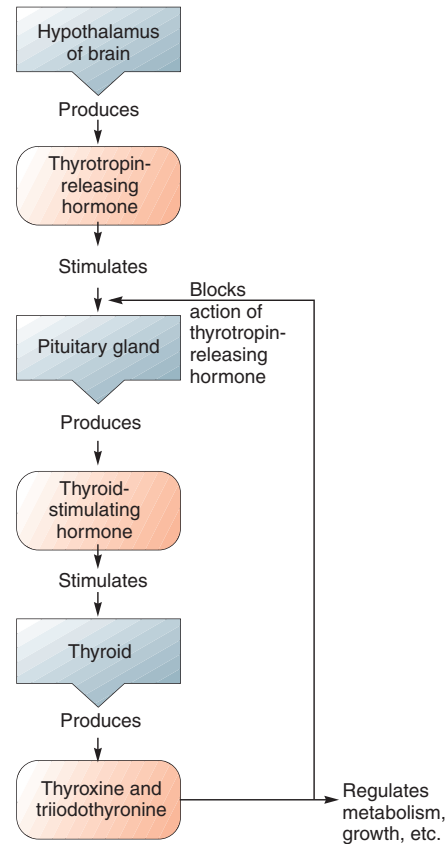 Hypothalamus
of brain
Produces
Thyrotropin-
releasing
hormone
Stimulates
Blocks
action of
thyrotropin-
releasing
hormone
Pituitary gland
Produces
Thyroid-
stimulating
hormone
Stimulates
Thyroid
Produces
Thyroxine and
triiodothyronine
Regulates
metabolism,
growth, etc.